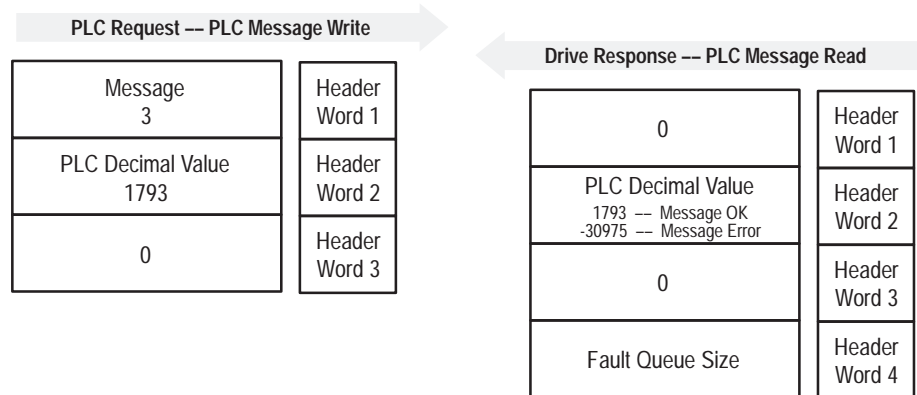 PLC Request –– PLC Message Write
Message
3
Header
Word 1
PLC Decimal Value
1793
Header
Word 2
0
Header
Word 3
Drive Response –– PLC Message Read
0
Header
Word 1
PLC Decimal Value
1793 –– Message OK
-30975 –– Message Error
Header
Word 2
0
Header
Word 3
Fault Queue Size
Header
Word 4